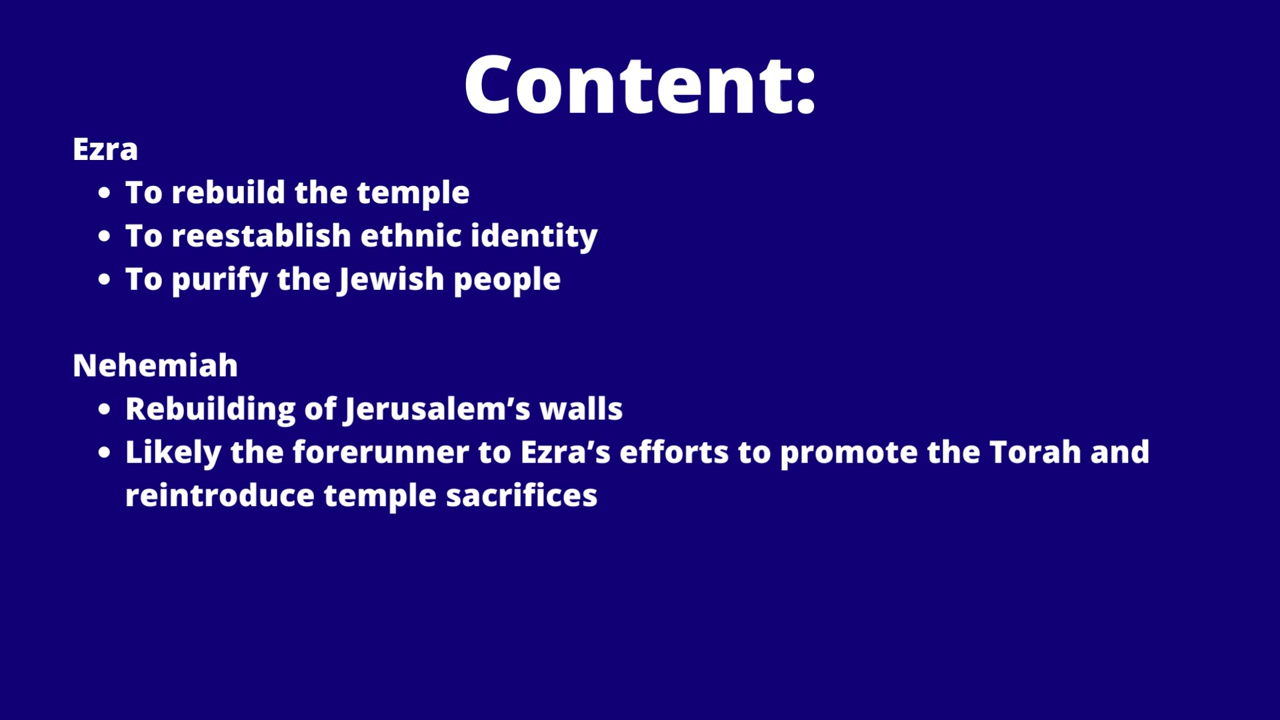 Content:
Ezra
• To rebuild the temple
• To reestablish ethnic identity
• To purify the Jewish people
Nehemiah
• Rebuilding of Jerusalem’s walls
• Likely the forerunner to Ezra’s efforts to promote the Torah and
reintroduce temple sacrifices